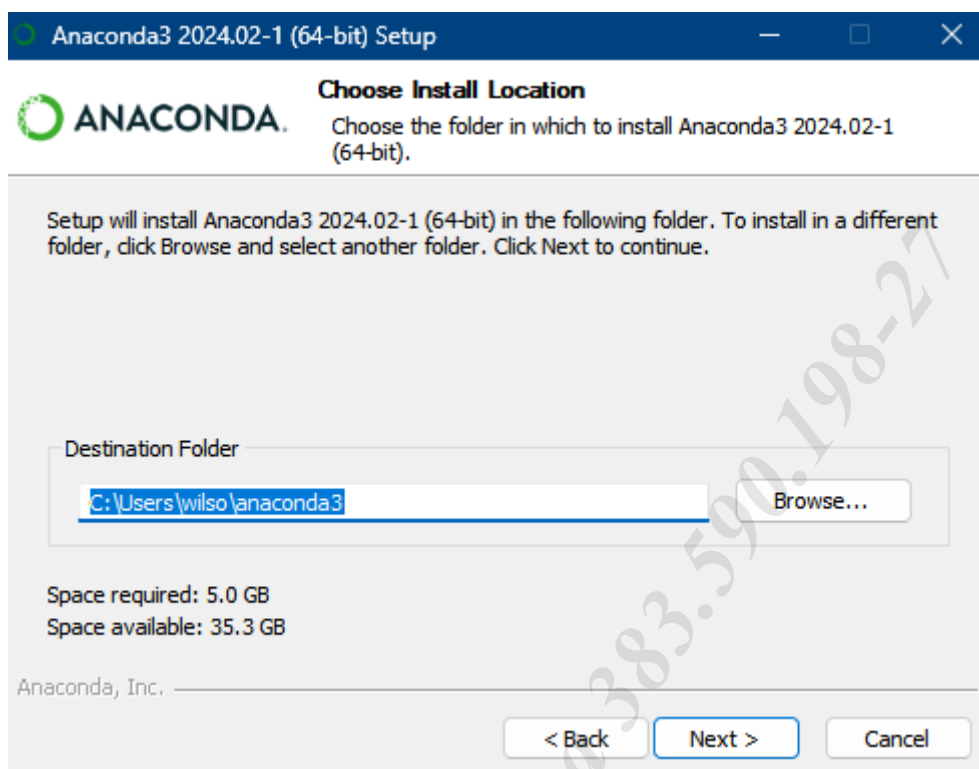 Anaconda3 2024.02-1 (64-bit) Setup
ANACONDA.
Choose Install Location
Choose the folder in which to install Anaconda3 2024.02-1
(64-bit).
Setup will install Anaconda3 2024.02-1 (64-bit) in the following folder. To install in a different
folder, click Browse and select another folder. Click Next to continue.
Destination Folder
C:\Users\wilso\anaconda3
Browse...
Space required: 5.0 GB
Space available: 35.3 GB
Anaconda, Inc.
< Back
Next >
Cancel
383.590.198-27